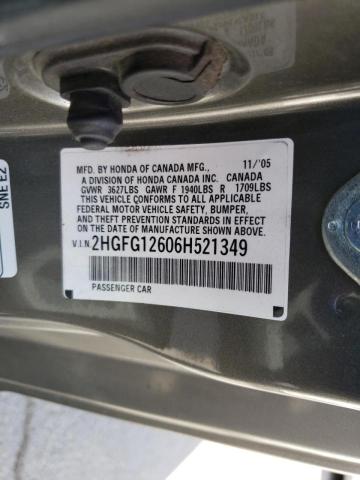 MFD. BY HONDA OF CANADA MFG., 11/'05
A DIVISION OF HONDA CANADA INC. CANADA
GVWR 3627LBS GAWR F 1940LBS R 1709LBS
THIS VEHICLE CONFORMS TO ALL APPLICABLE
FEDERAL MOTOR VEHICLE SAFETY, BUMPER,
AND THEFT PREVENTION STANDARDS IN EFFECT
ON THE DATE OF MANUFACTURE SHOWN ABOVE.
V.I.N. 2HGFG12606H521349
PASSENGER CAR
SNE EZ